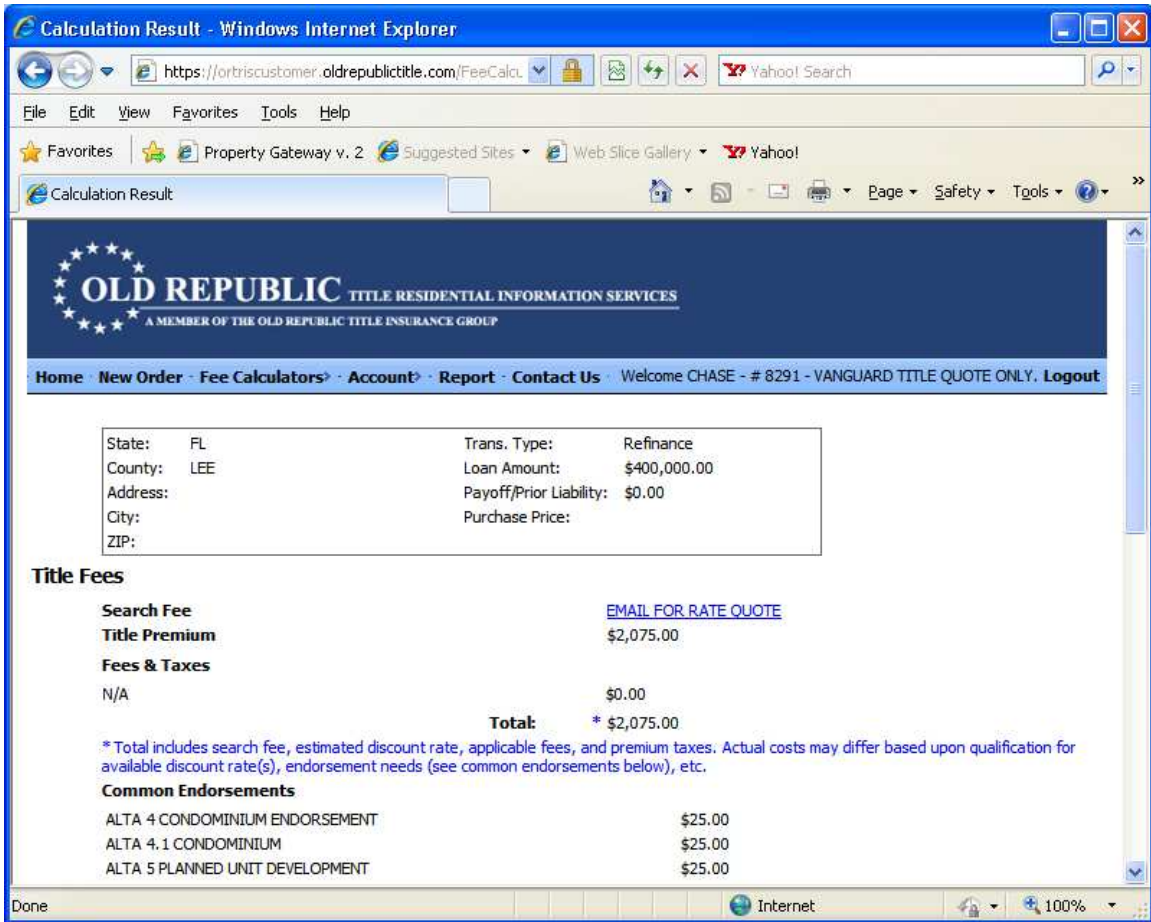 Calculation Result - Windows Internet Explorer
https://ortriscustomer.oldrepublictitle.com/FeeCalcu
Yahoo! Search
File Edit View Favorites Tools Help
Favorites Property Gateway v. 2 Suggested Sites Web Slice Gallery Yahoo!
Calculation Result Page Safety Tools »
OLD REPUBLIC TITLE RESIDENTIAL INFORMATION SERVICES
A MEMBER OF THE OLD REPUBLIC TITLE INSURANCE GROUP
Home · New Order · Fee Calculators> · Account> · Report · Contact Us · Welcome CHASE - # 8291 - VANGUARD TITLE QUOTE ONLY. Logout
State: FL Trans. Type: Refinance
County: LEE Loan Amount: $400,000.00
Address: Payoff/Prior Liability: $0.00
City: Purchase Price:
ZIP:
Title Fees
Search Fee EMAIL FOR RATE QUOTE
Title Premium $2,075.00
Fees & Taxes
N/A $0.00
Total: * $2,075.00
* Total includes search fee, estimated discount rate, applicable fees, and premium taxes. Actual costs may differ based upon qualification for
available discount rate(s), endorsement needs (see common endorsements below), etc.
Common Endorsements
ALTA 4 CONDOMINIUM ENDORSEMENT $25.00
ALTA 4.1 CONDOMINIUM $25.00
ALTA 5 PLANNED UNIT DEVELOPMENT $25.00
Done Internet 100%